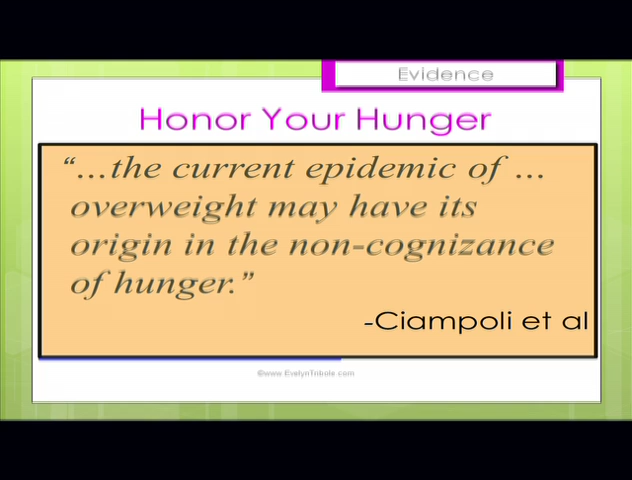 Evidence
Honor Your Hunger
“…the current epidemic of …
overweight may have its
origin in the non-cognizance
of hunger.”
-Ciampoli et al
©www.EvelynTribole.com